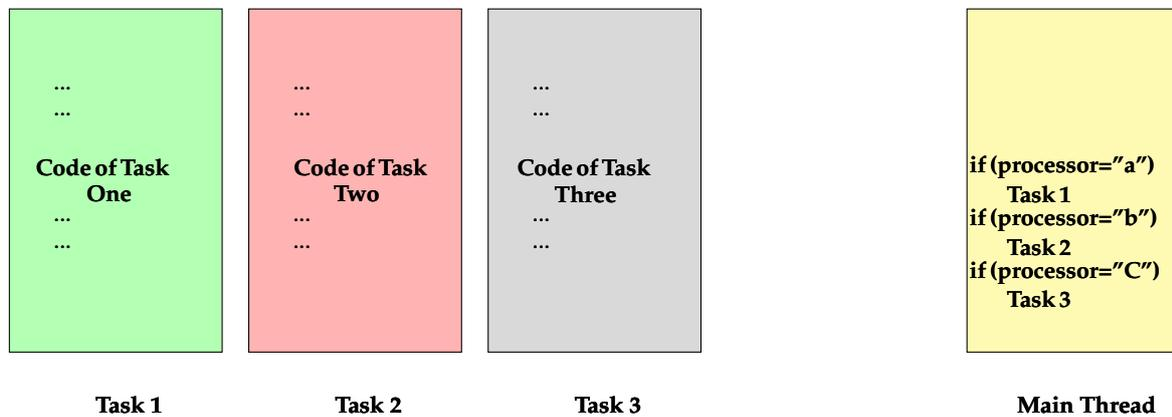 ...
...
Code of Task
One
...
...
Task 1
...
...
Code of Task
Two
...
...
Task 2
...
...
Code of Task
Three
...
...
Task 3
if (processor=”a”)
Task 1
if (processor=”b”)
Task 2
if (processor=”C”)
Task 3
Main Thread